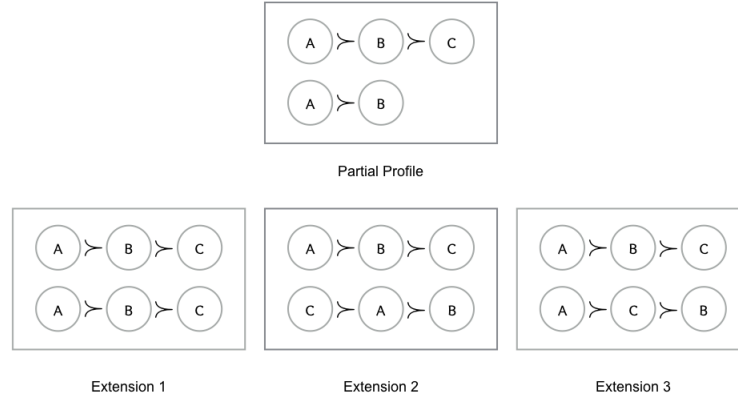 A ≻ B ≻ C
A ≻ B
Partial Profile
A ≻ B ≻ C
A ≻ B ≻ C
Extension 1
A ≻ B ≻ C
C ≻ A ≻ B
Extension 2
A ≻ B ≻ C
A ≻ C ≻ B
Extension 3